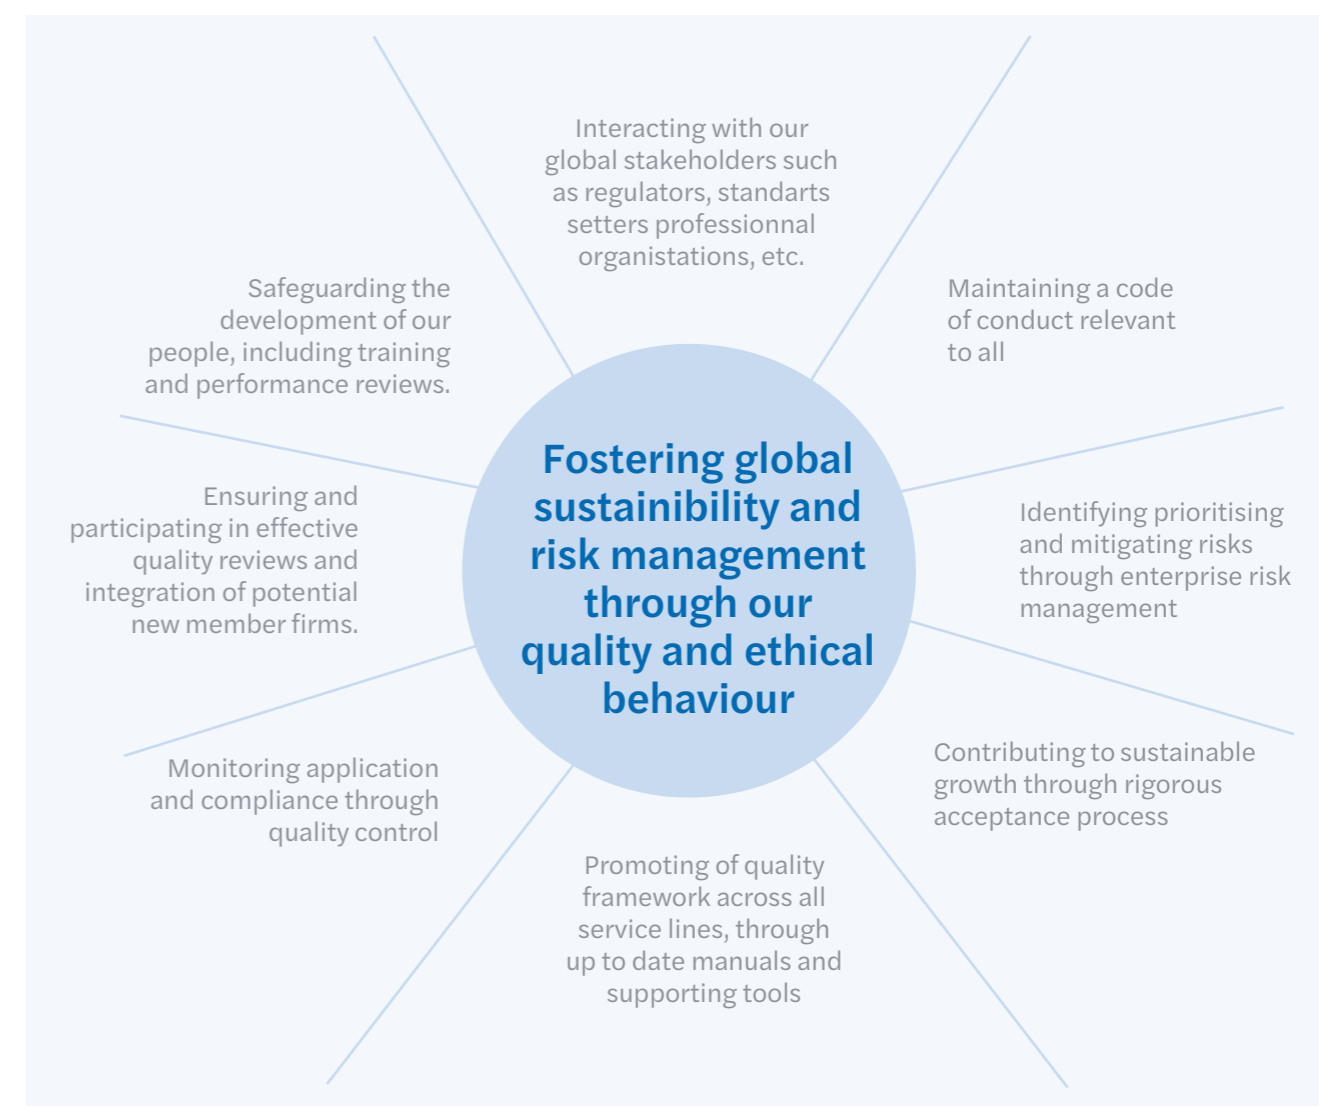 Interacting with our
global stakeholders such
as regulators, standarts
setters professionnal
organistations, etc.
Maintaining a code
of conduct relevant
to all
Identifying prioritising
and mitigating risks
through enterprise risk
management
Contributing to sustainable
growth through rigorous
acceptance process
Promoting of quality
framework across all
service lines, through
up to date manuals and
supporting tools
Monitoring application
and compliance through
quality control
Ensuring and
participating in effective
quality reviews and
integration of potential
new member firms.
Safeguarding the
development of our
people, including training
and performance reviews.
Fostering global
sustainibility and
risk management
through our
quality and ethical
behaviour